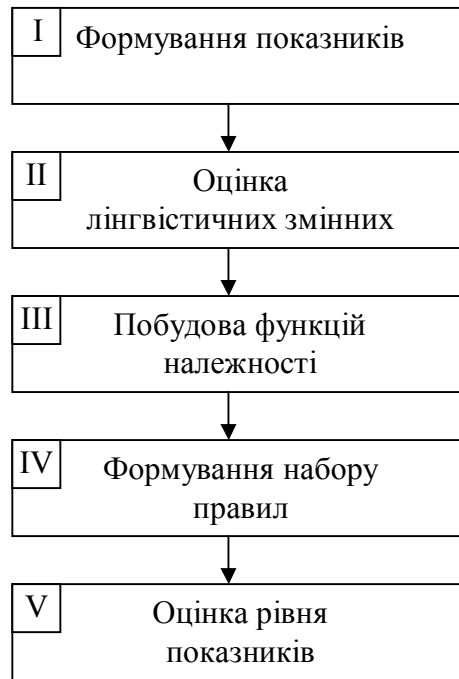 I
Формування показників
II
Оцінка
лінгвістичних змінних
III
Побудова функцій
належності
IV
Формування набору
правил
V
Оцінка рівня
показників